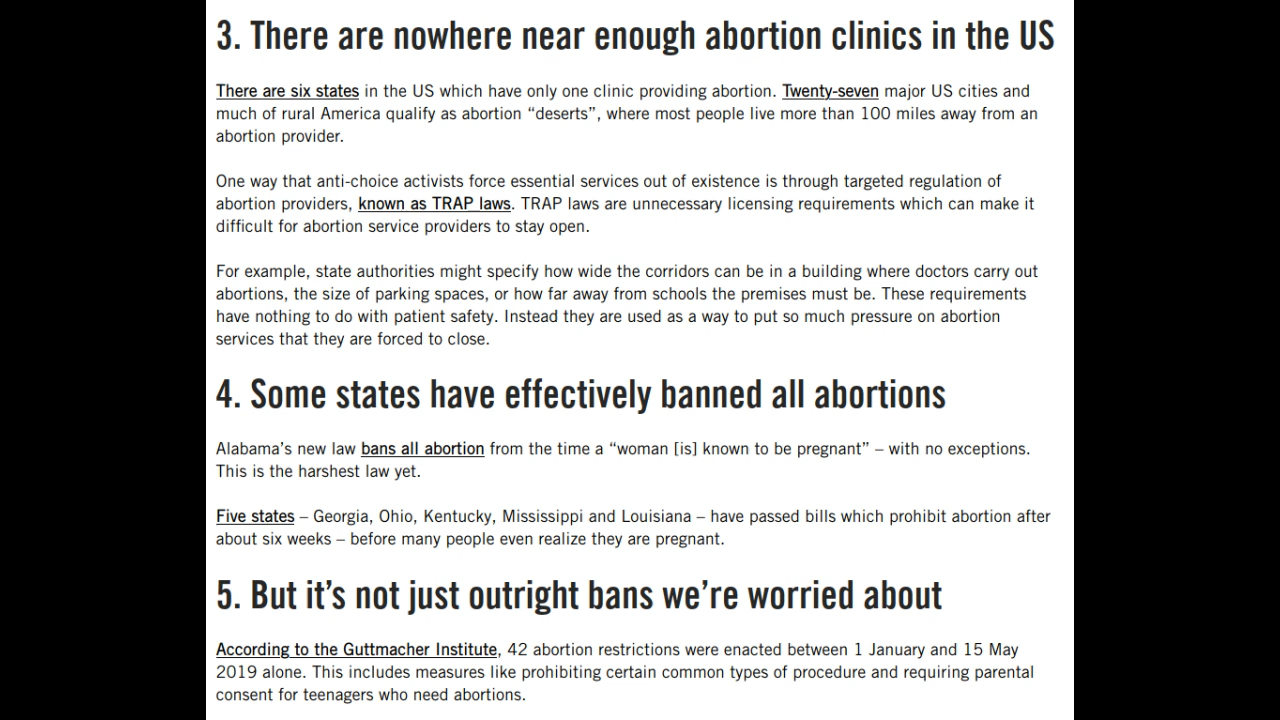 3. There are nowhere near enough abortion clinics in the US
There are six states in the US which have only one clinic providing abortion. Twenty-seven major US cities and
much of rural America qualify as abortion “deserts”, where most people live more than 100 miles away from an
abortion provider.
One way that anti-choice activists force essential services out of existence is through targeted regulation of
abortion providers, known as TRAP laws. TRAP laws are unnecessary licensing requirements which can make it
difficult for abortion service providers to stay open.
For example, state authorities might specify how wide the corridors can be in a building where doctors carry out
abortions, the size of parking spaces, or how far away from schools the premises must be. These requirements
have nothing to do with patient safety. Instead they are used as a way to put so much pressure on abortion
services that they are forced to close.
4. Some states have effectively banned all abortions
Alabama’s new law bans all abortion from the time a “woman [is] known to be pregnant” – with no exceptions.
This is the harshest law yet.
Five states – Georgia, Ohio, Kentucky, Mississippi and Louisiana – have passed bills which prohibit abortion after
about six weeks – before many people even realize they are pregnant.
5. But it’s not just outright bans we’re worried about
According to the Guttmacher Institute, 42 abortion restrictions were enacted between 1 January and 15 May
2019 alone. This includes measures like prohibiting certain common types of procedure and requiring parental
consent for teenagers who need abortions.